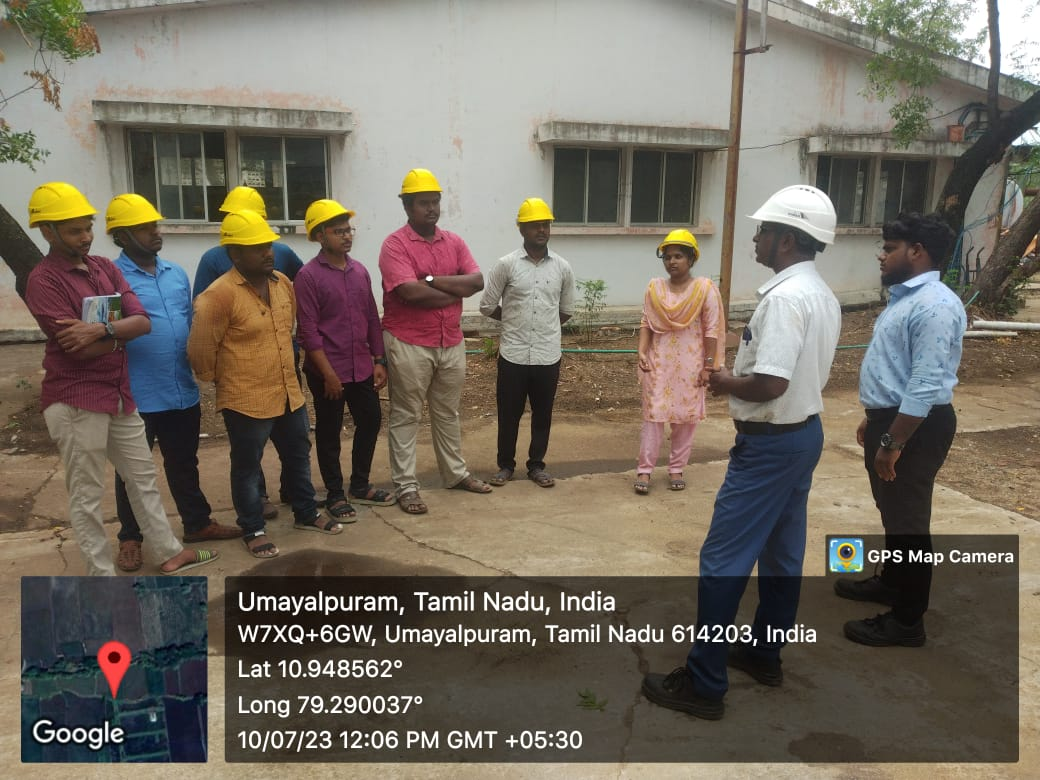 GPS Map Camera
Umayalpuram, Tamil Nadu, India
W7XQ+6GW, Umayalpuram, Tamil Nadu 614203, India
Lat 10.948562°
Long 79.290037°
10/07/23 12:06 PM GMT +05:30
Google